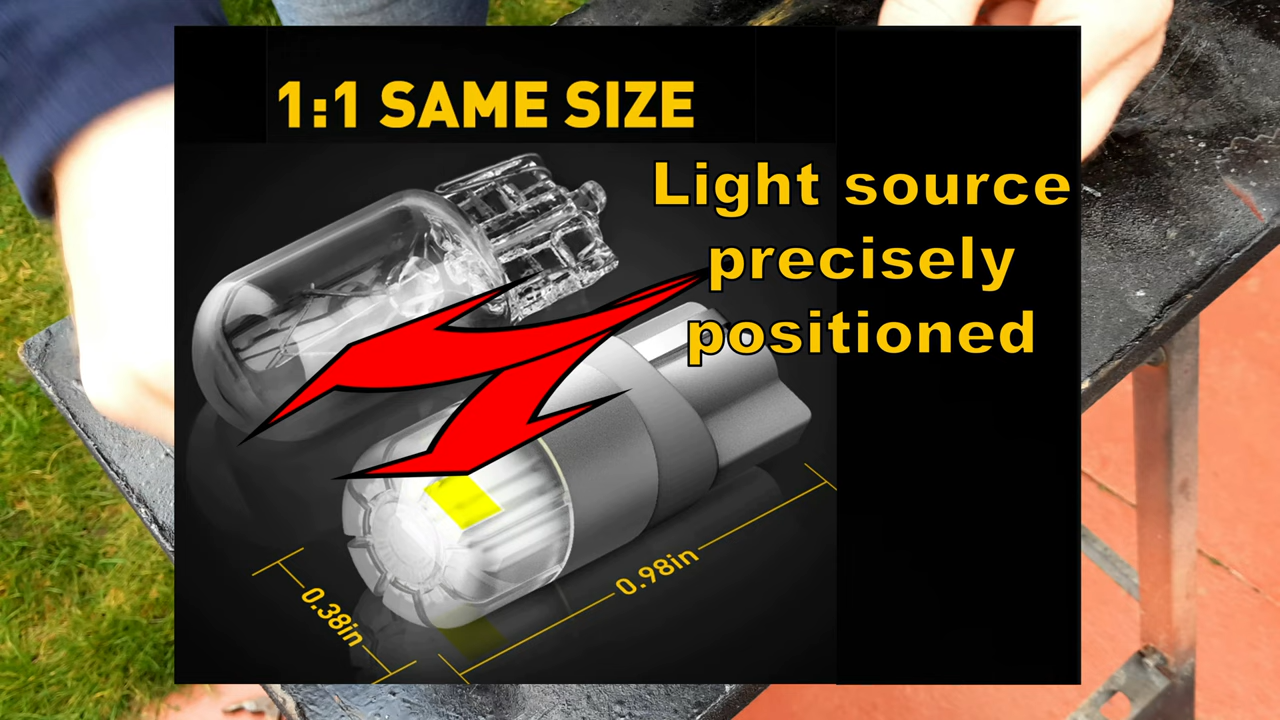 1:1 SAME SIZE
Light source
precisely
positioned
0.98in
0.38in